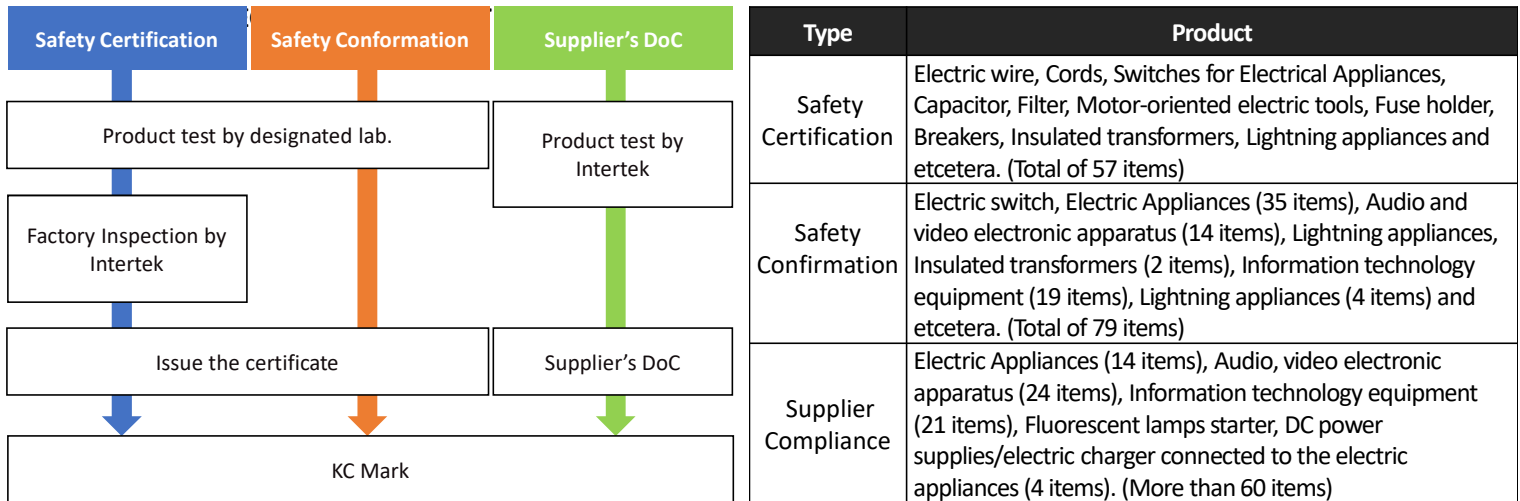 Safety Certification
Safety Conformation
Supplier's DoC
Product test by designated lab.
Product test by
Intertek
Factory Inspection by
Intertek
Issue the certificate
Supplier's DoC
KC Mark
Type
Product
Safety
Certification
Electric wire, Cords, Switches for Electrical Appliances,
Capacitor, Filter, Motor-oriented electric tools, Fuse holder,
Breakers, Insulated transformers, Lightning appliances and
etcetera. (Total of 57 items)
Safety
Confirmation
Electric switch, Electric Appliances (35 items), Audio and
video electronic apparatus (14 items), Lightning appliances,
Insulated transformers (2 items), Information technology
equipment (19 items), Lightning appliances (4 items) and
etcetera. (Total of 79 items)
Supplier
Compliance
Electric Appliances (14 items), Audio, video electronic
apparatus (24 items), Information technology equipment
(21 items), Fluorescent lamps starter, DC power
supplies/electric charger connected to the electric
appliances (4 items). (More than 60 items)